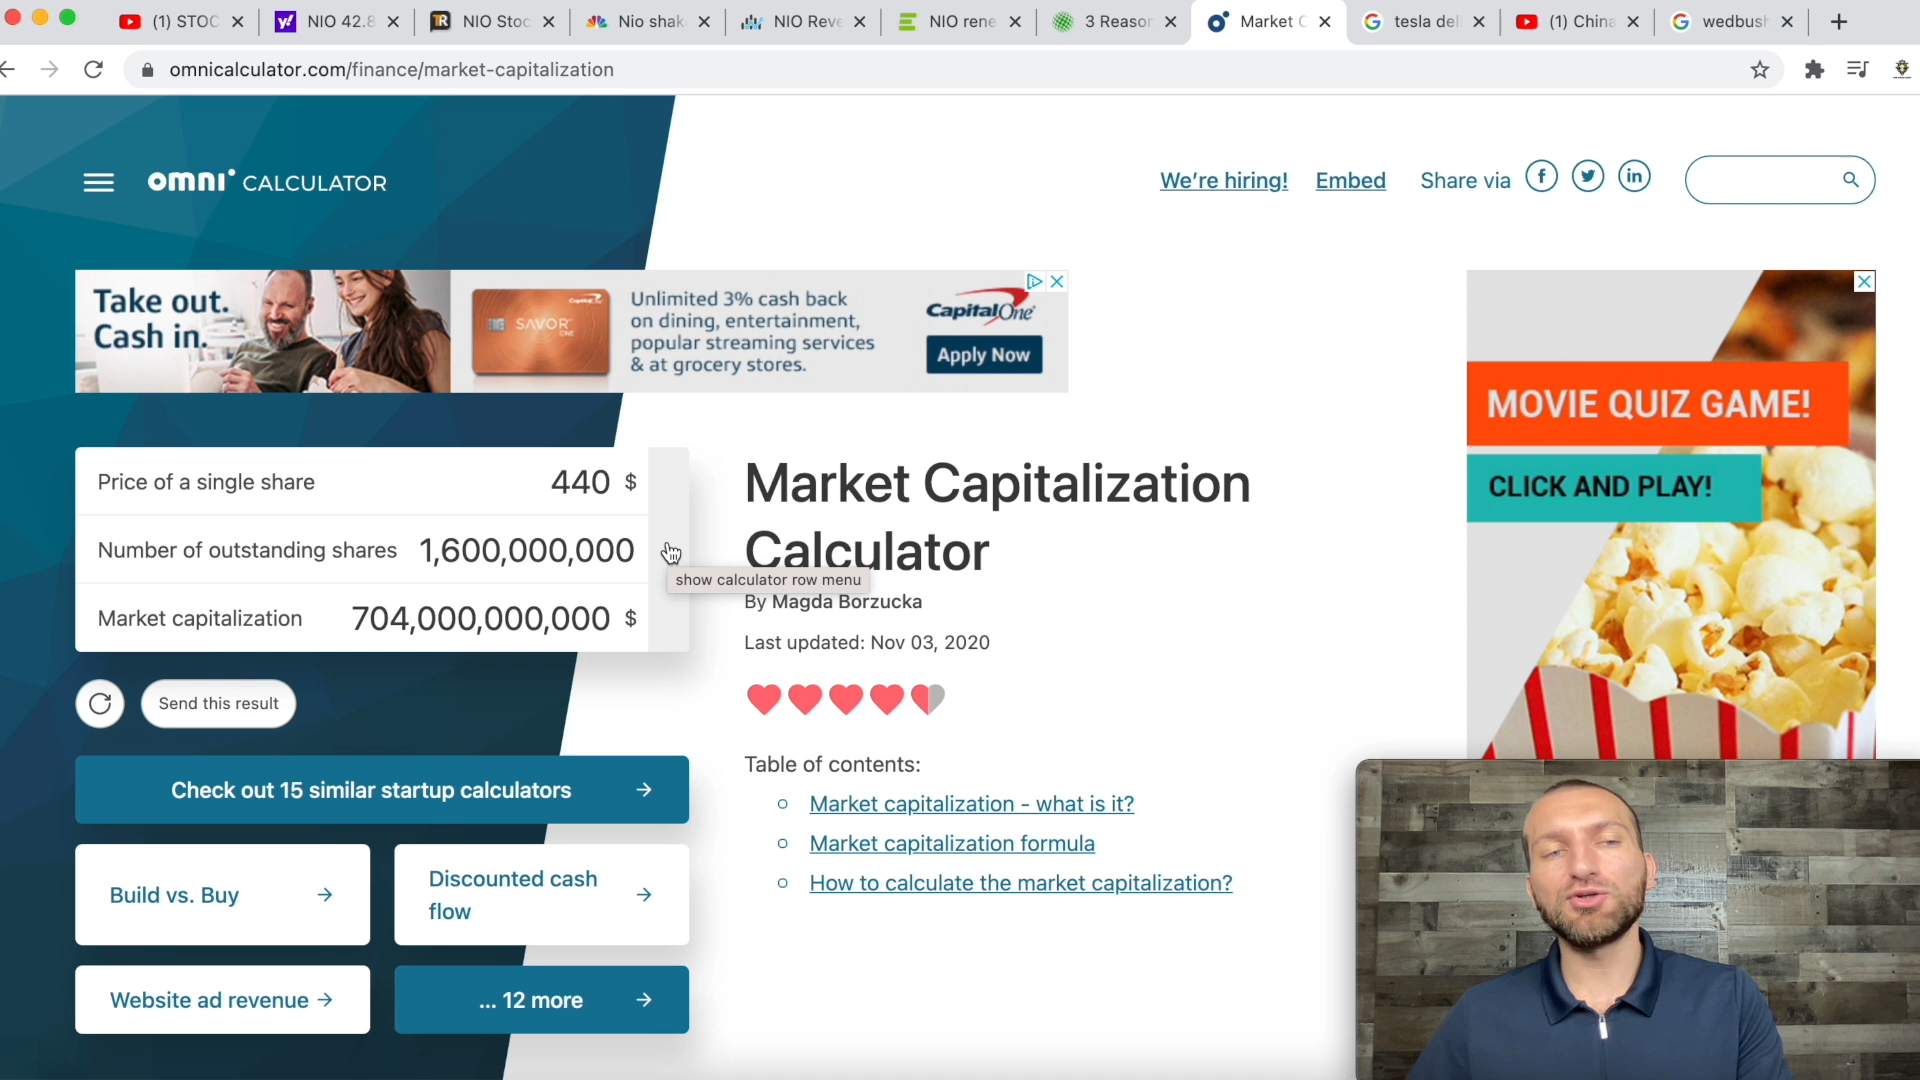 (1) STOC
NIO 42.8
NIO Stoc
Nio shak
NIO Reve
NIO rene
3 Reason
Market C
tesla del
(1) China
wedbush
omnicalculator.com/finance/market-capitalization
omni CALCULATOR
We're hiring!
Embed
Share via
Take out.
Cash in.
CapitalOne
SAVOR
ONE
Unlimited 3% cash back
on dining, entertainment,
popular streaming services
& at grocery stores.
CapitalOne
Apply Now
MOVIE QUIZ GAME!
CLICK AND PLAY!
Price of a single share 440 $
Number of outstanding shares 1,600,000,000
Market capitalization 704,000,000,000 $
show calculator row menu
Market Capitalization
Calculator
By Magda Borzucka
Last updated: Nov 03, 2020
Send this result
Check out 15 similar startup calculators
Build vs. Buy
Discounted cash
flow
Website ad revenue
... 12 more
Table of contents:
Market capitalization - what is it?
Market capitalization formula
How to calculate the market capitalization?